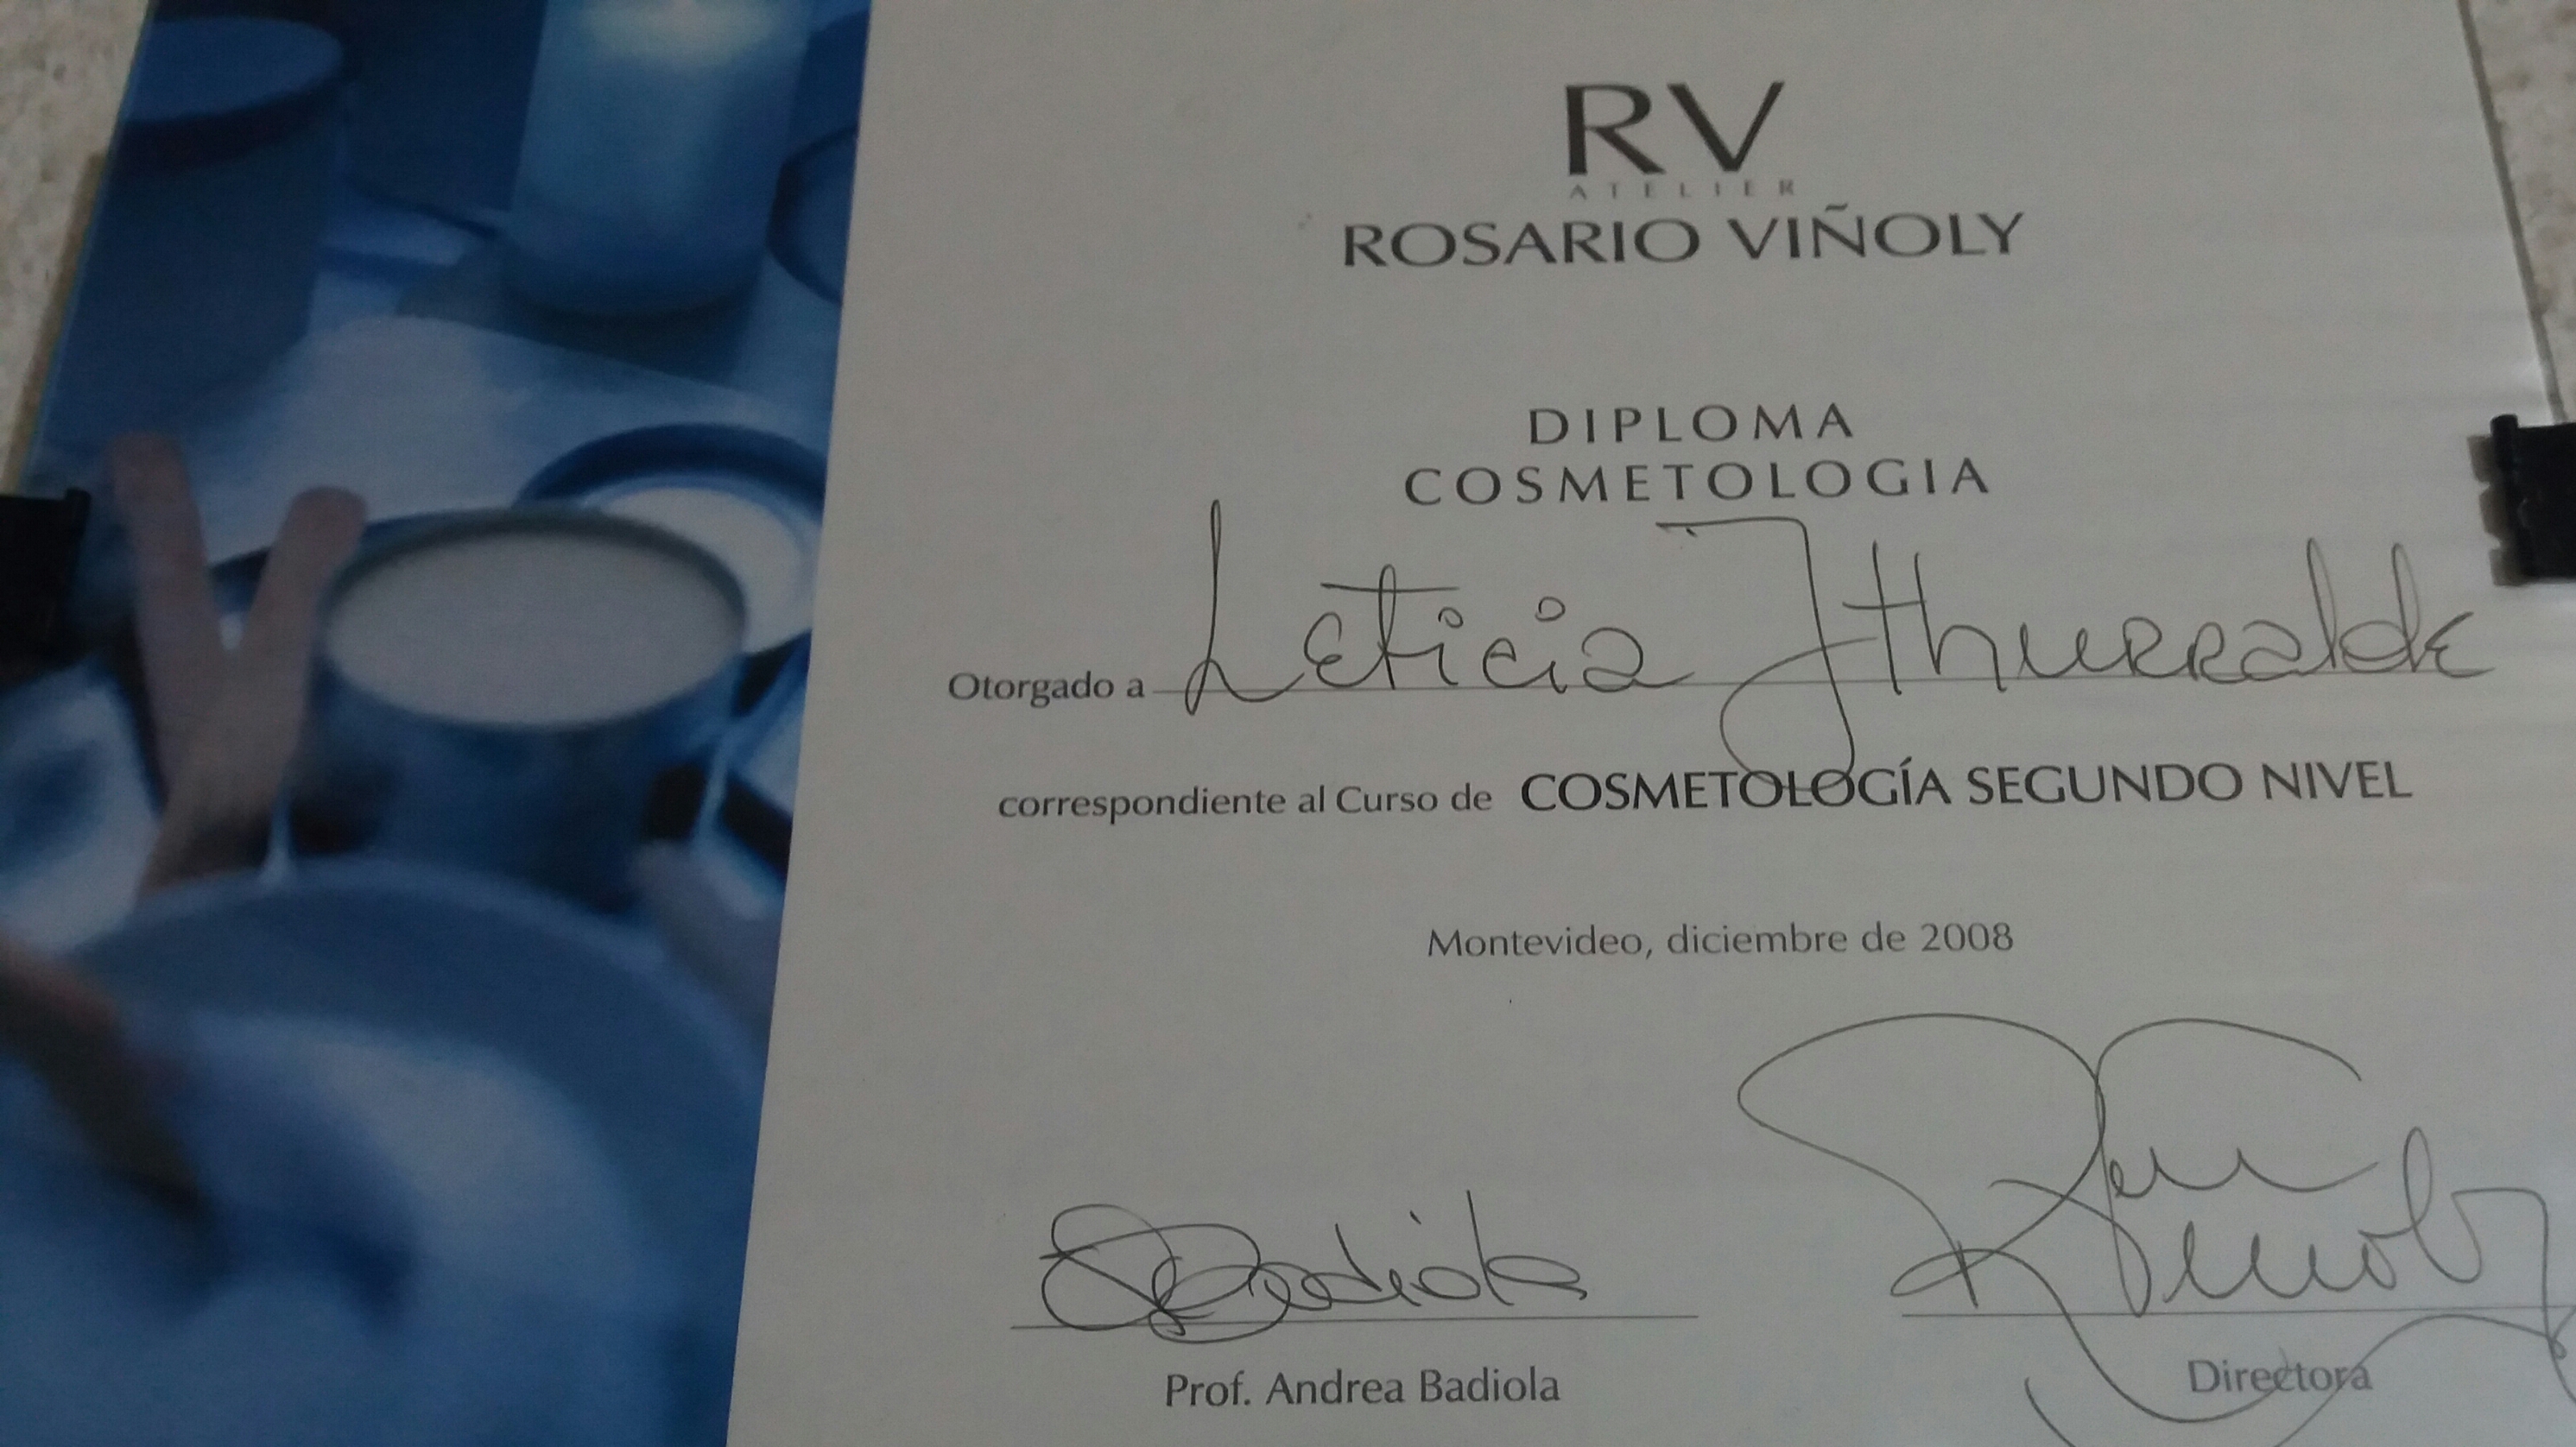 RV
ATELIER
ROSARIO VIÑOLY
DIPLOMA
COSMETOLOGIA
Otorgado a Leticia Ithurralde
correspondiente al Curso de COSMETOLOGÍA SEGUNDO NIVEL
Montevideo, diciembre de 2008
Badiola
Prof. Andrea Badiola
Directora